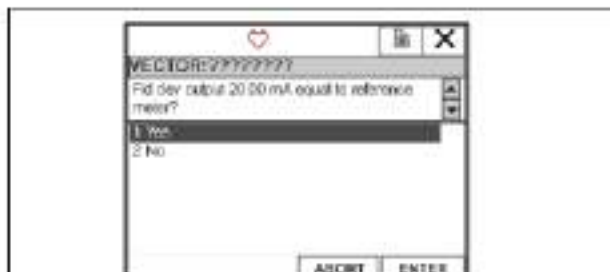 VECTOR:????????
Fld dev output 20.00 mA equal to reference
meter?
1 Yes
2 No
ABORT ENTER